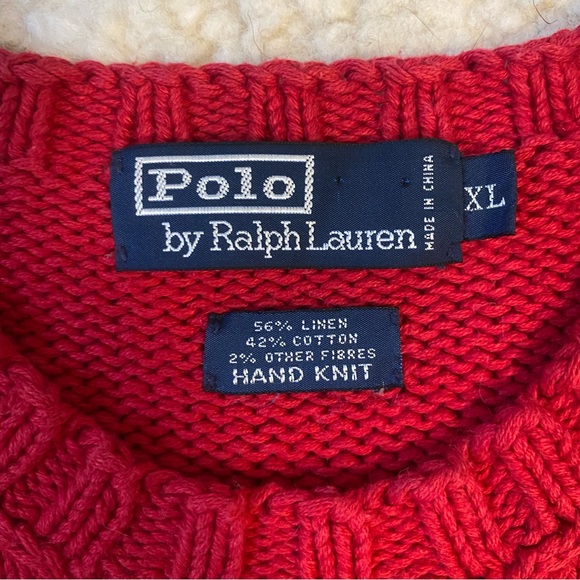 Polo
by Ralph Lauren
MADE IN CHINA
XL
56% LINEN
42% COTTON
2% OTHER FIBRES
HAND KNIT